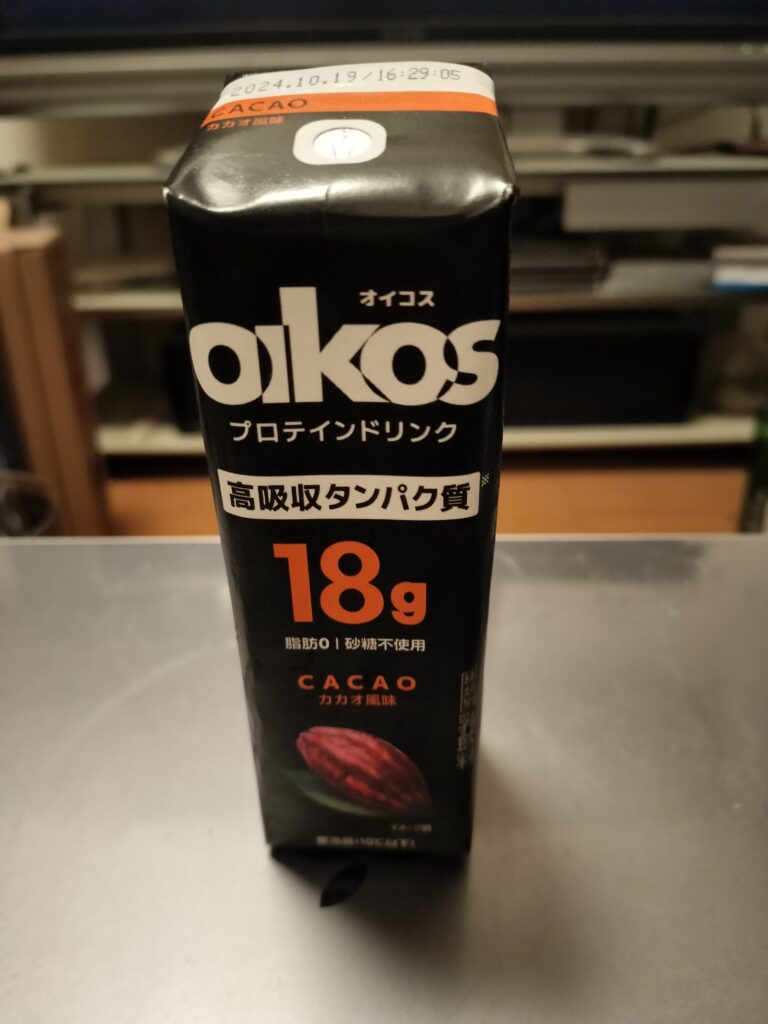 2024.10.19/16:29:05
CACAO
カカオ風味
オイコス
oikos
プロテインドリンク
高吸収タンパク質※
18g
脂肪0 | 砂糖不使用
CACAO
カカオ風味